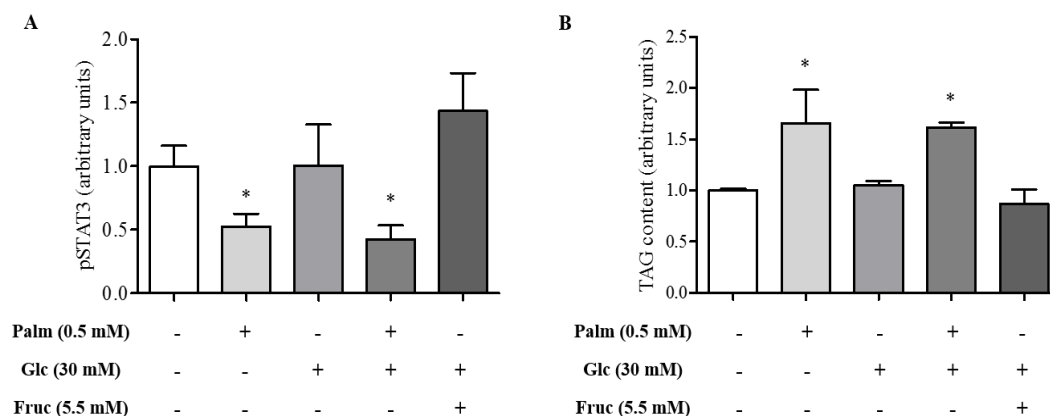 A
pSTAT3 (arbitrary units)
2.0
1.5
1.0
0.5
0.0
* *
Palm (0.5 mM) - + - + -
Glc (30 mM) - - + + +
Fruc (5.5 mM) - - - - +
B
TAG content (arbitrary units)
2.5
2.0
1.5
1.0
0.5
0.0
* *
Palm (0.5 mM) - + - + -
Glc (30 mM) - - + + +
Fruc (5.5 mM) - - - - +